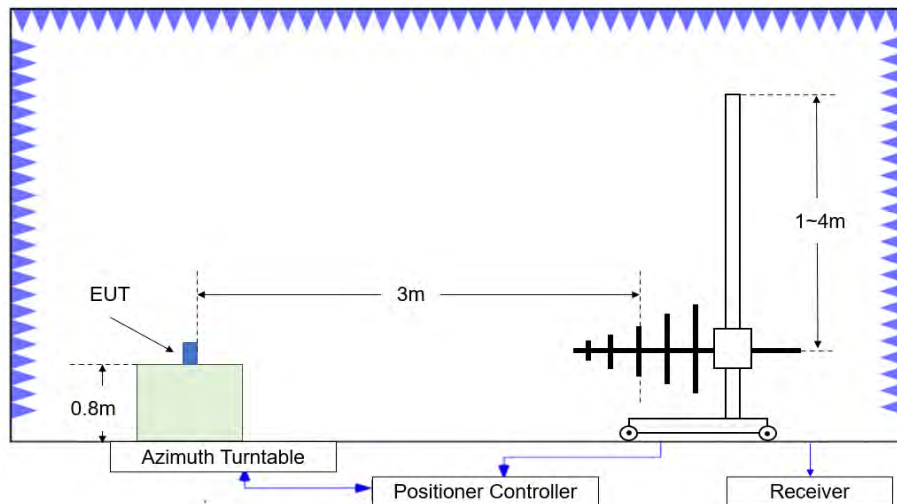 1~4m
3m
EUT
0.8m
Azimuth Turntable
Positioner Controller
Receiver